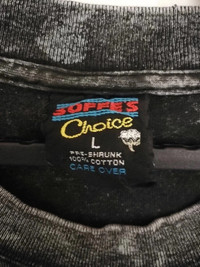 SOFFE'S
Choice
L
PRE-SHRUNK
100% COTTON
CARE OVER